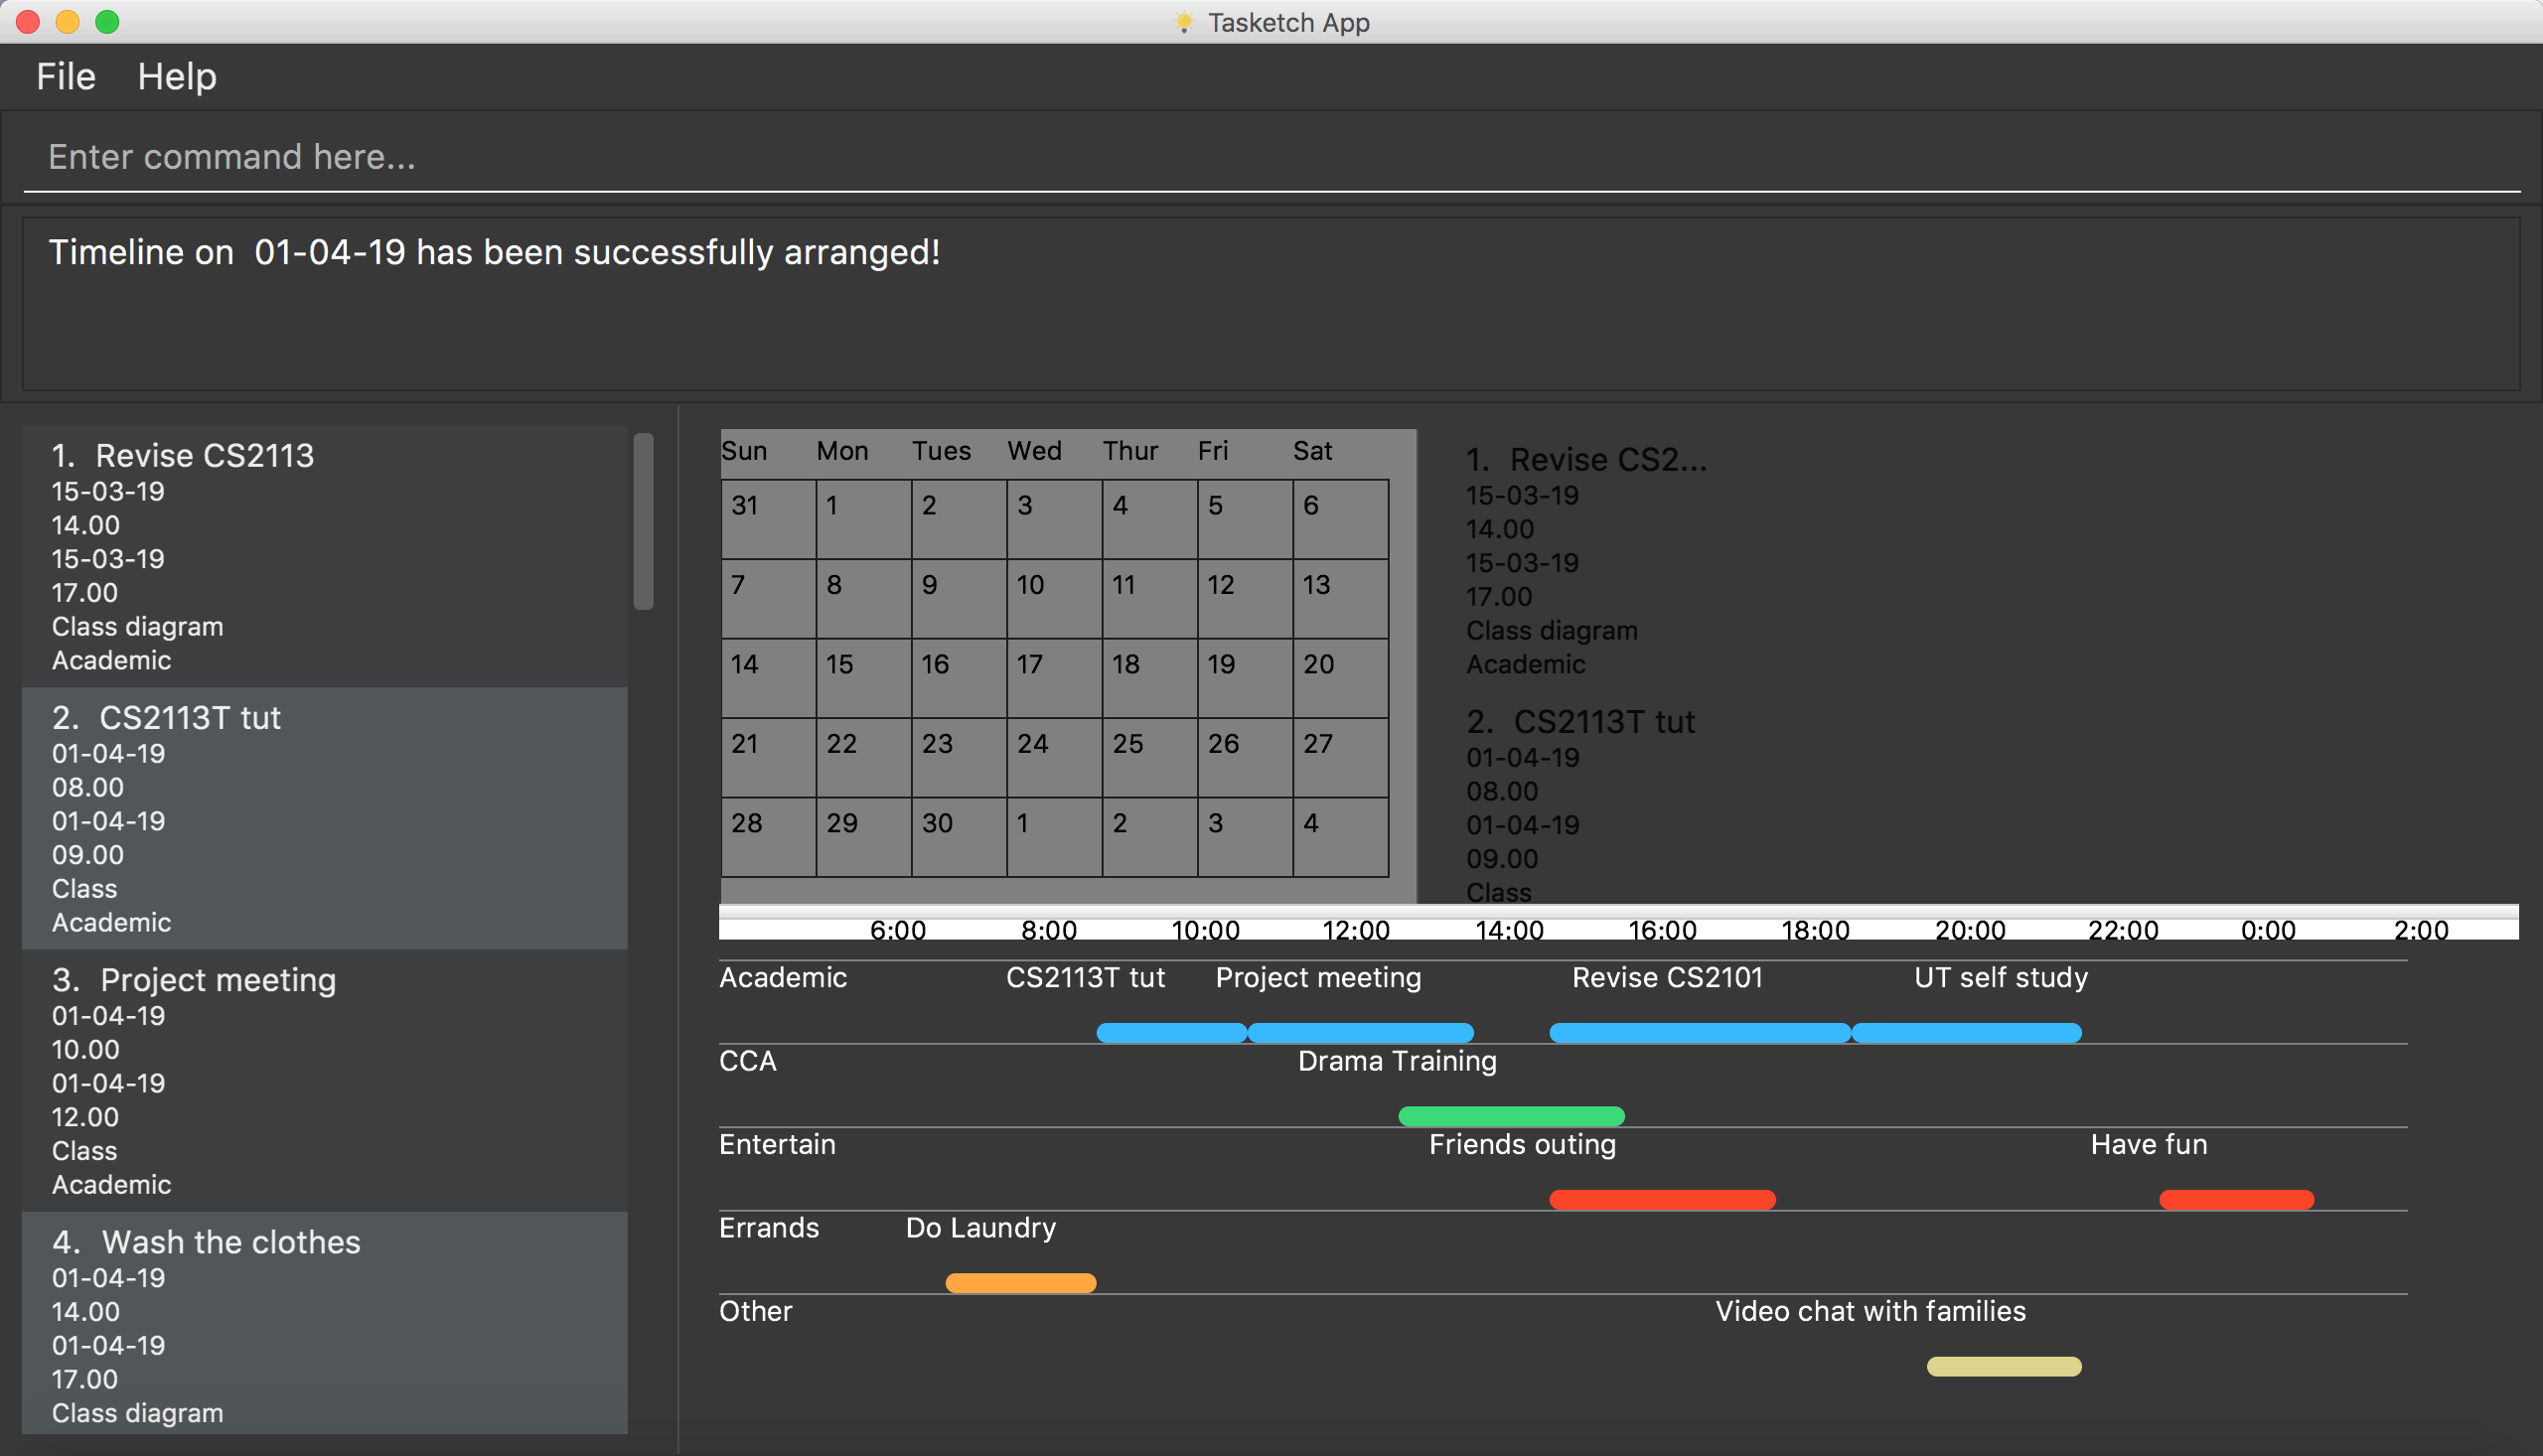 Tasketch App
File Help
Enter command here...
Timeline on 01-04-19 has been successfully arranged!
1. Revise CS2113
15-03-19
14.00
15-03-19
17.00
Class diagram
Academic
2. CS2113T tut
01-04-19
08.00
01-04-19
09.00
Class
Academic
3. Project meeting
01-04-19
10.00
01-04-19
12.00
Class
Academic
4. Wash the clothes
01-04-19
14.00
01-04-19
17.00
Class diagram
Sun Mon Tues Wed Thur Fri Sat
31 1 2 3 4 5 6
7 8 9 10 11 12 13
14 15 16 17 18 19 20
21 22 23 24 25 26 27
28 29 30 1 2 3 4
1. Revise CS2...
15-03-19
14.00
15-03-19
17.00
Class diagram
Academic
2. CS2113T tut
01-04-19
08.00
01-04-19
09.00
Class
6:00 8:00 10:00 12:00 14:00 16:00 18:00 20:00 22:00 0:00 2:00
Academic CS2113T tut Project meeting Revise CS2101 UT self study
CCA Drama Training
Entertain Friends outing Have fun
Errands Do Laundry
Other Video chat with families